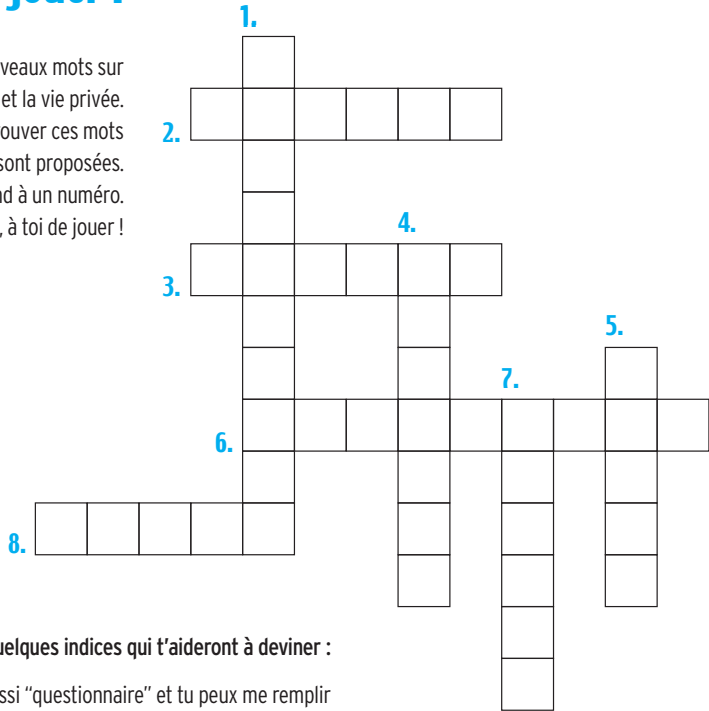 jouer !
1.
veaux mots sur
et la vie privée.
ouver ces mots
2.
sont proposées.
d à un numéro.
, à toi de jouer !
4.
3.
5.
7.
6.
8.
uelques indices qui t'aideront à deviner :
ssi "questionnaire" et tu peux me remplir